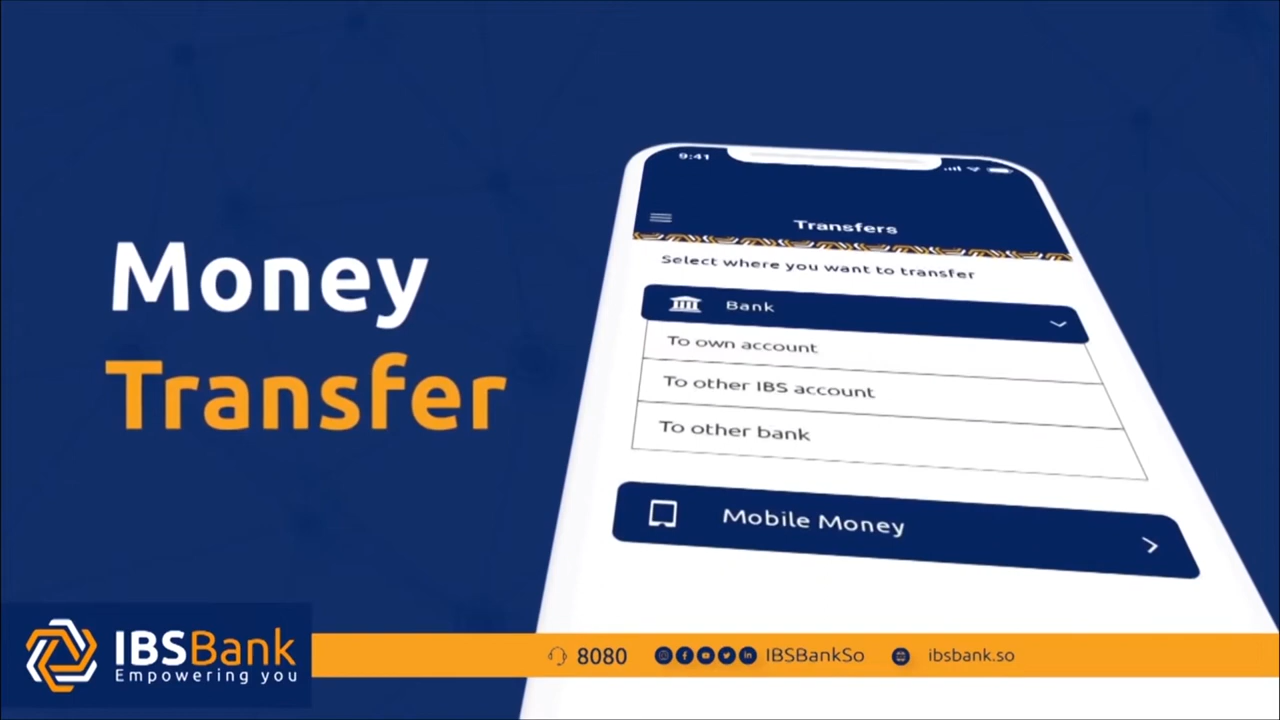 Money
Transfer
9:41
Transfers
Select where you want to transfer
Bank
To own account
To other IBS account
To other bank
Mobile Money
IBSBank
Empowering you
8080
IBSBankSo
ibsbank.so